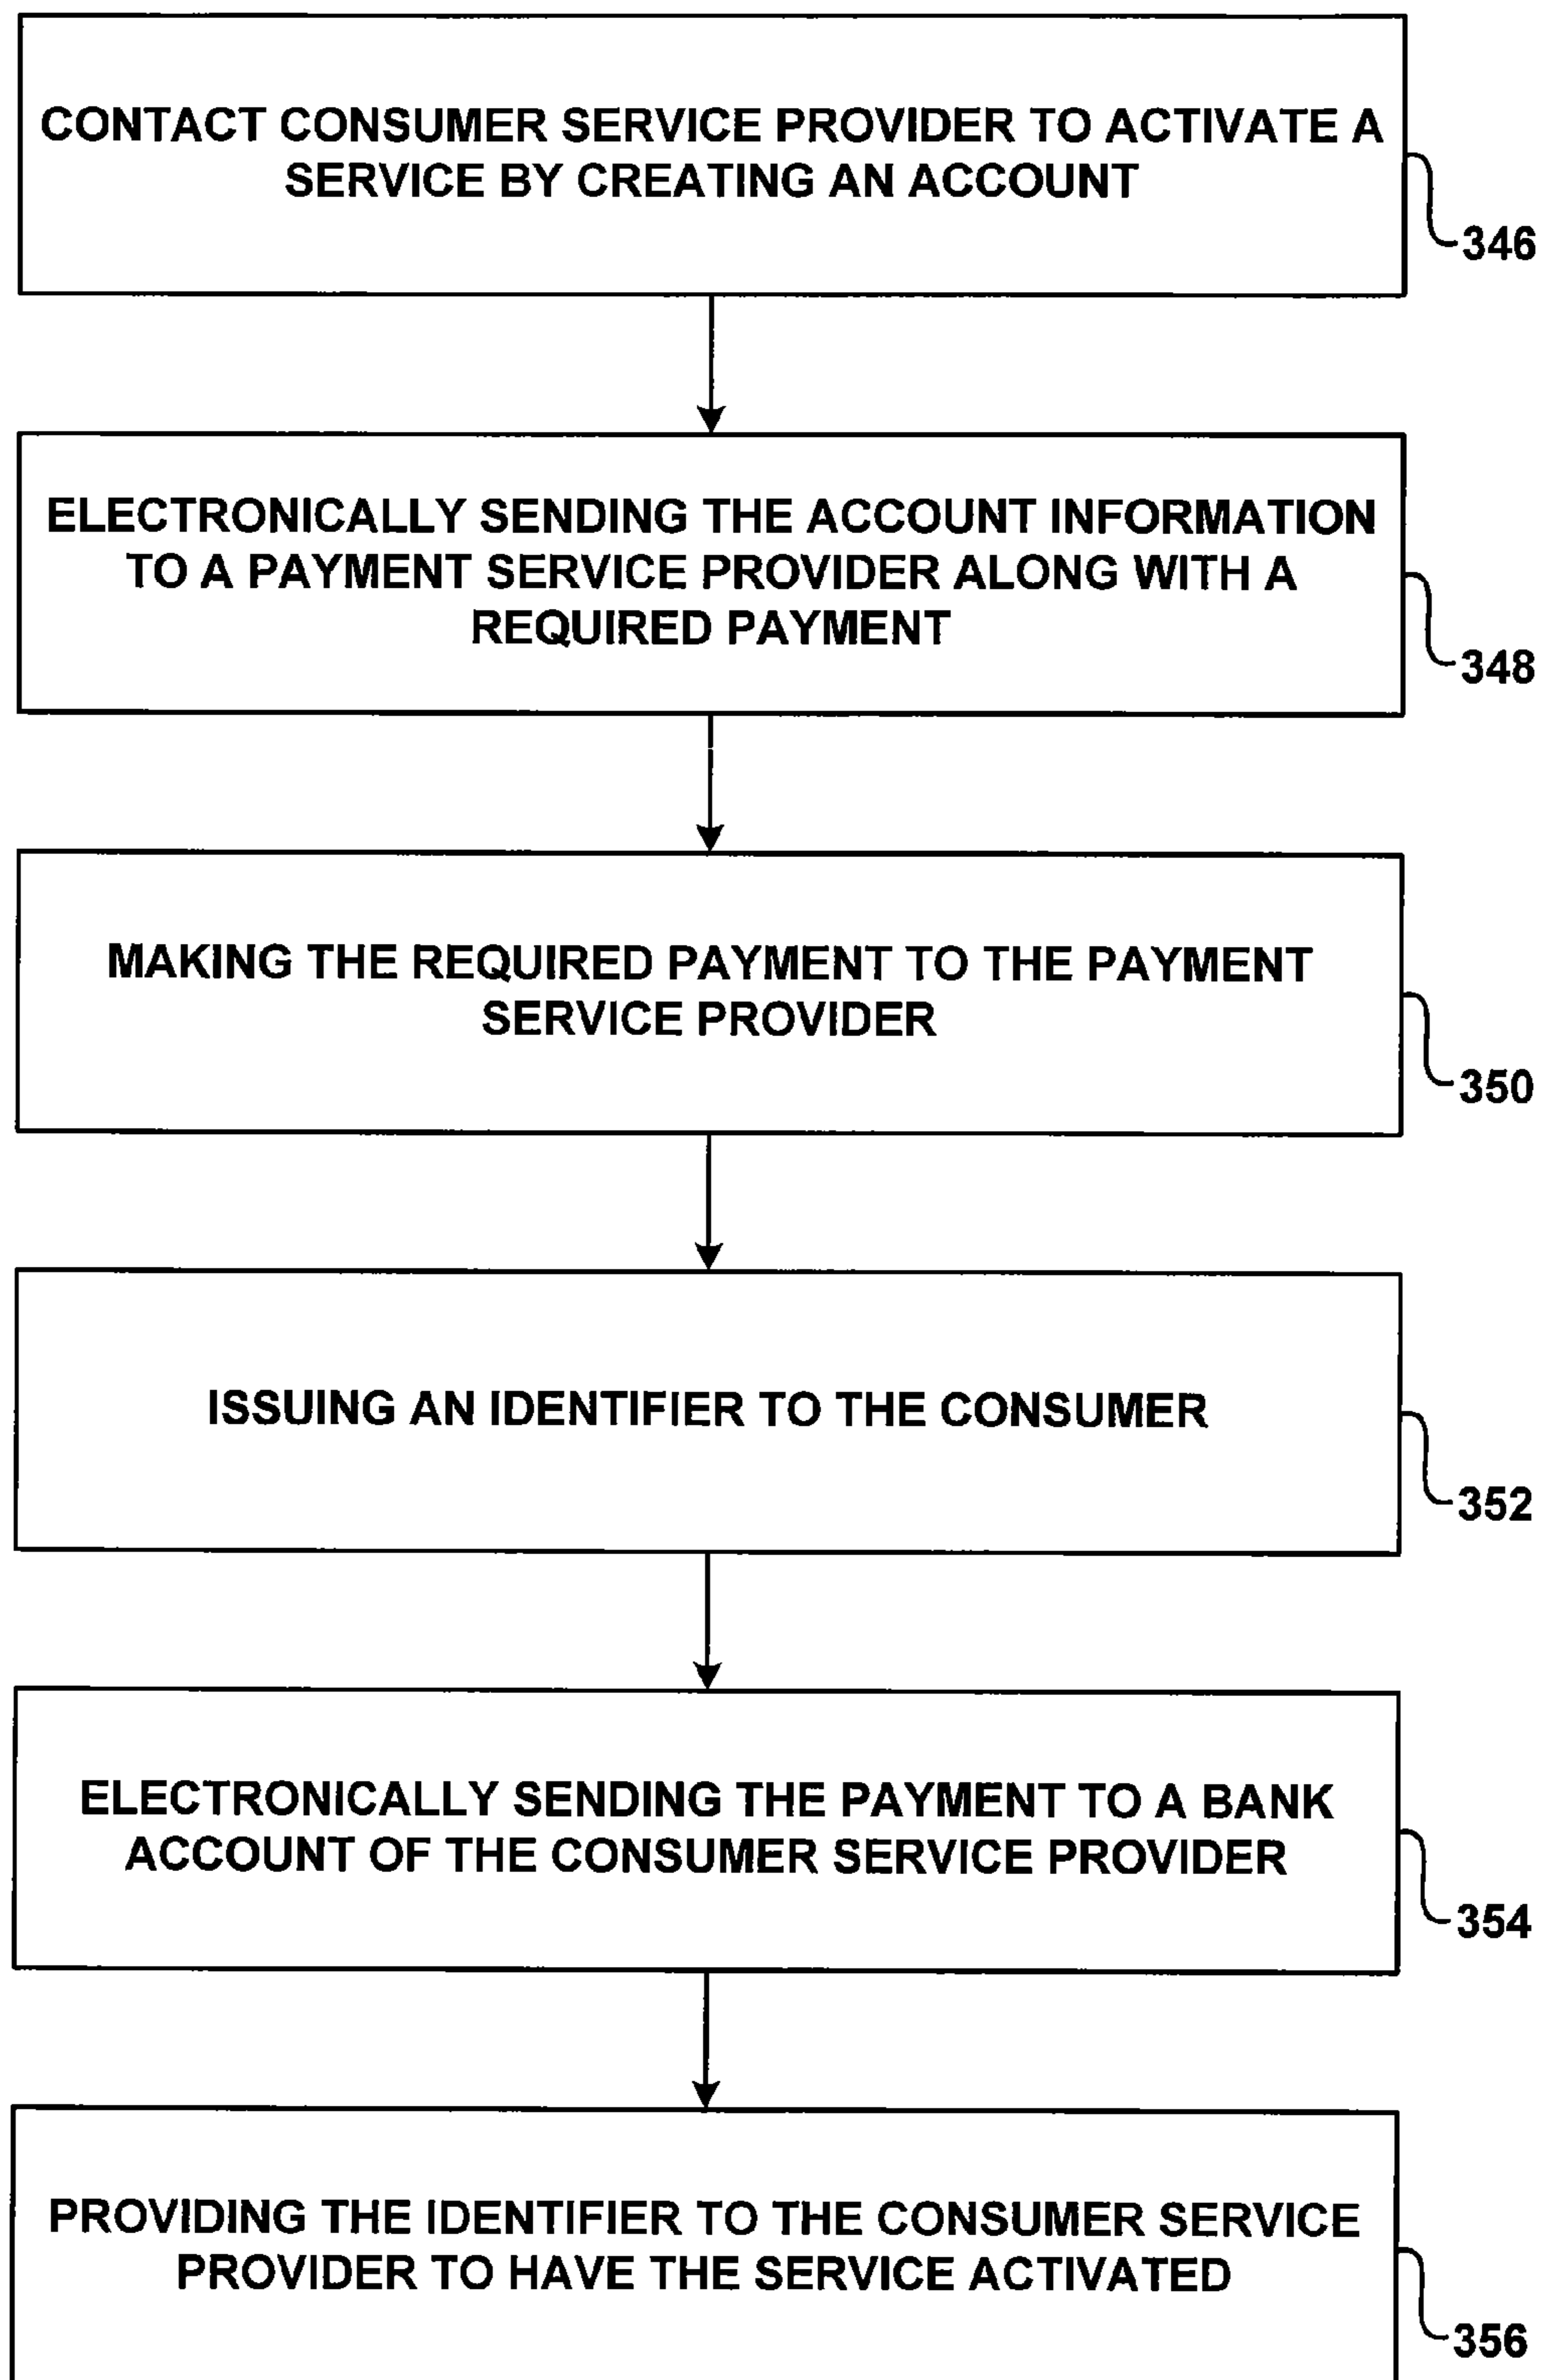 CONTACT CONSUMER SERVICE PROVIDER TO ACTIVATE A
SERVICE BY CREATING AN ACCOUNT
346
ELECTRONICALLY SENDING THE ACCOUNT INFORMATION
TO A PAYMENT SERVICE PROVIDER ALONG WITH A
REQUIRED PAYMENT
348
MAKING THE REQUIRED PAYMENT TO THE PAYMENT
SERVICE PROVIDER
350
ISSUING AN IDENTIFIER TO THE CONSUMER
352
ELECTRONICALLY SENDING THE PAYMENT TO A BANK
ACCOUNT OF THE CONSUMER SERVICE PROVIDER
354
PROVIDING THE IDENTIFIER TO THE CONSUMER SERVICE
PROVIDER TO HAVE THE SERVICE ACTIVATED
356